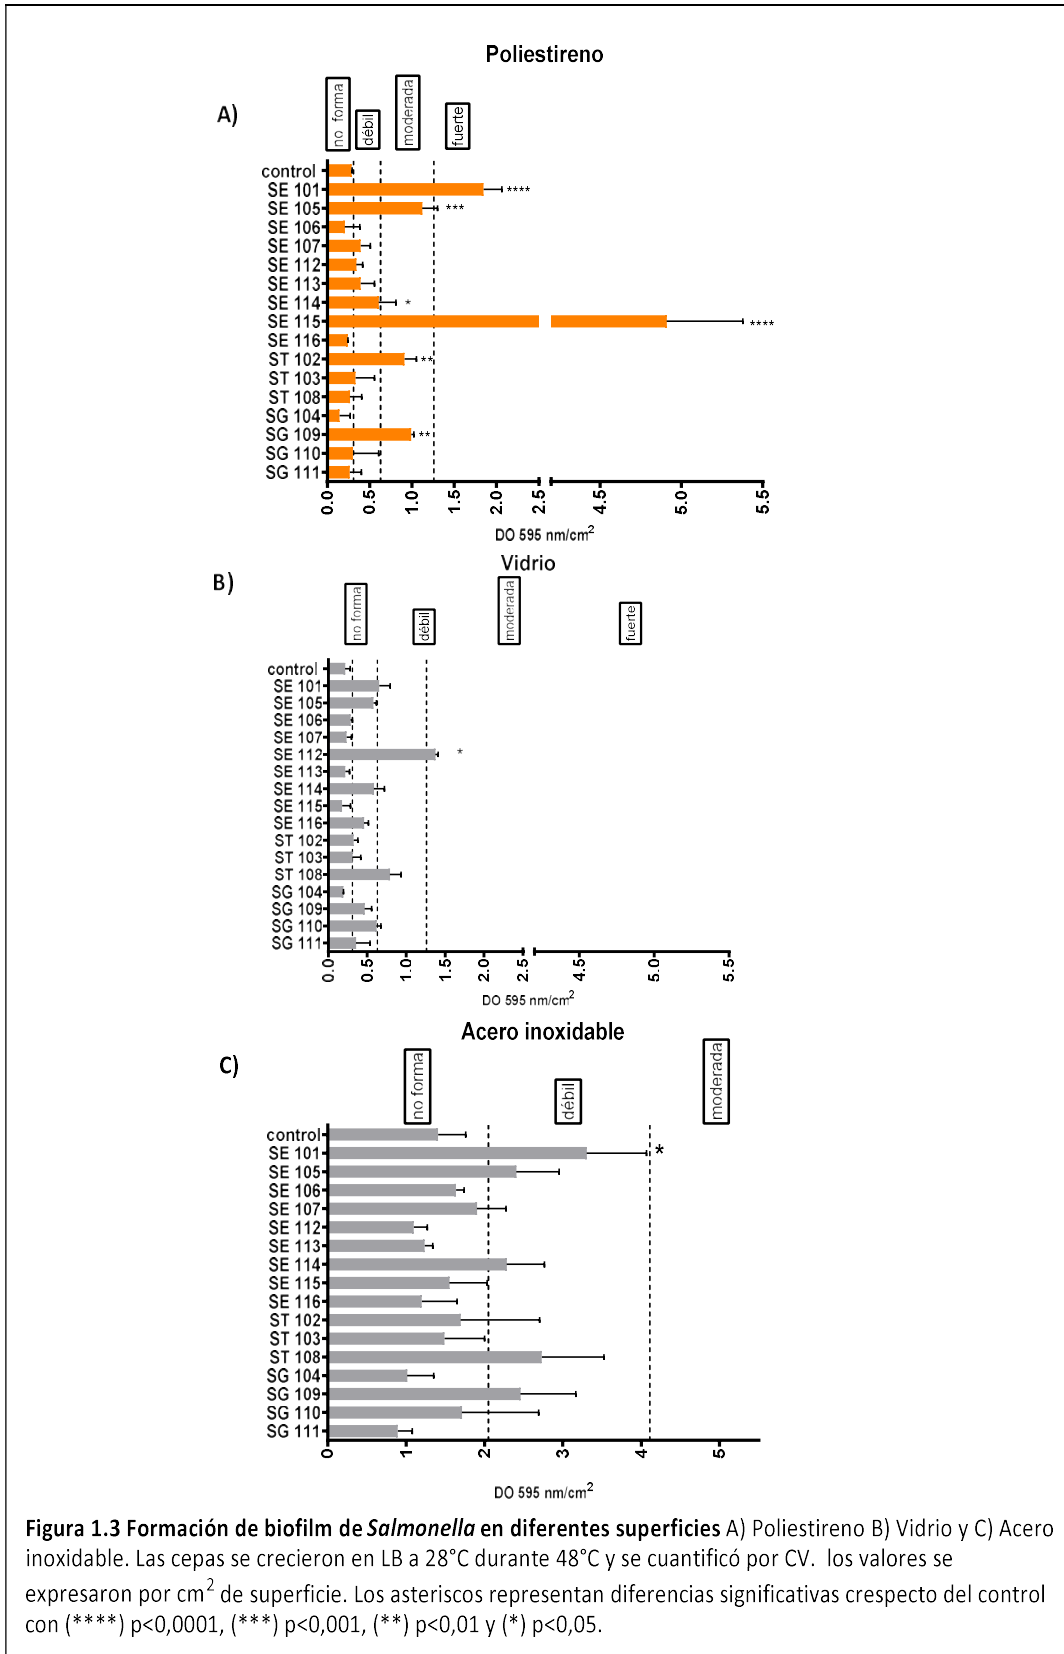 Poliestireno
A)
no forma
débil
moderada
fuerte
control
SE 101
****
SE 105
***
SE 106
SE 107
SE 112
SE 113
SE 114
*
SE 115
****
SE 116
ST 102
**
ST 103
ST 108
SG 104
SG 109
**
SG 110
SG 111
0.0
0.5
1.0
1.5
2.0
2.5
4.5
5.0
5.5
DO 595 nm/cm²
Vidrio
B)
no forma
débil
moderada
fuerte
control
SE 101
SE 105
SE 106
SE 107
SE 112
*
SE 113
SE 114
SE 115
SE 116
ST 102
ST 103
ST 108
SG 104
SG 109
SG 110
SG 111
0.0
0.5
1.0
1.5
2.0
2.5
4.5
5.0
5.5
DO 595 nm/cm²
Acero inoxidable
C)
no forma
débil
moderada
control
SE 101
*
SE 105
SE 106
SE 107
SE 112
SE 113
SE 114
SE 115
SE 116
ST 102
ST 103
ST 108
SG 104
SG 109
SG 110
SG 111
0
1
2
3
4
5
DO 595 nm/cm²
Figura 1.3 Formación de biofilm de Salmonella en diferentes superficies A) Poliestireno B) Vidrio y C) Acero
inoxidable. Las cepas se crecieron en LB a 28°C durante 48°C y se cuantificó por CV. los valores se
expresaron por cm² de superficie. Los asteriscos representan diferencias significativas crespecto del control
con (****) p<0,0001, (***) p<0,001, (**) p<0,01 y (*) p<0,05.